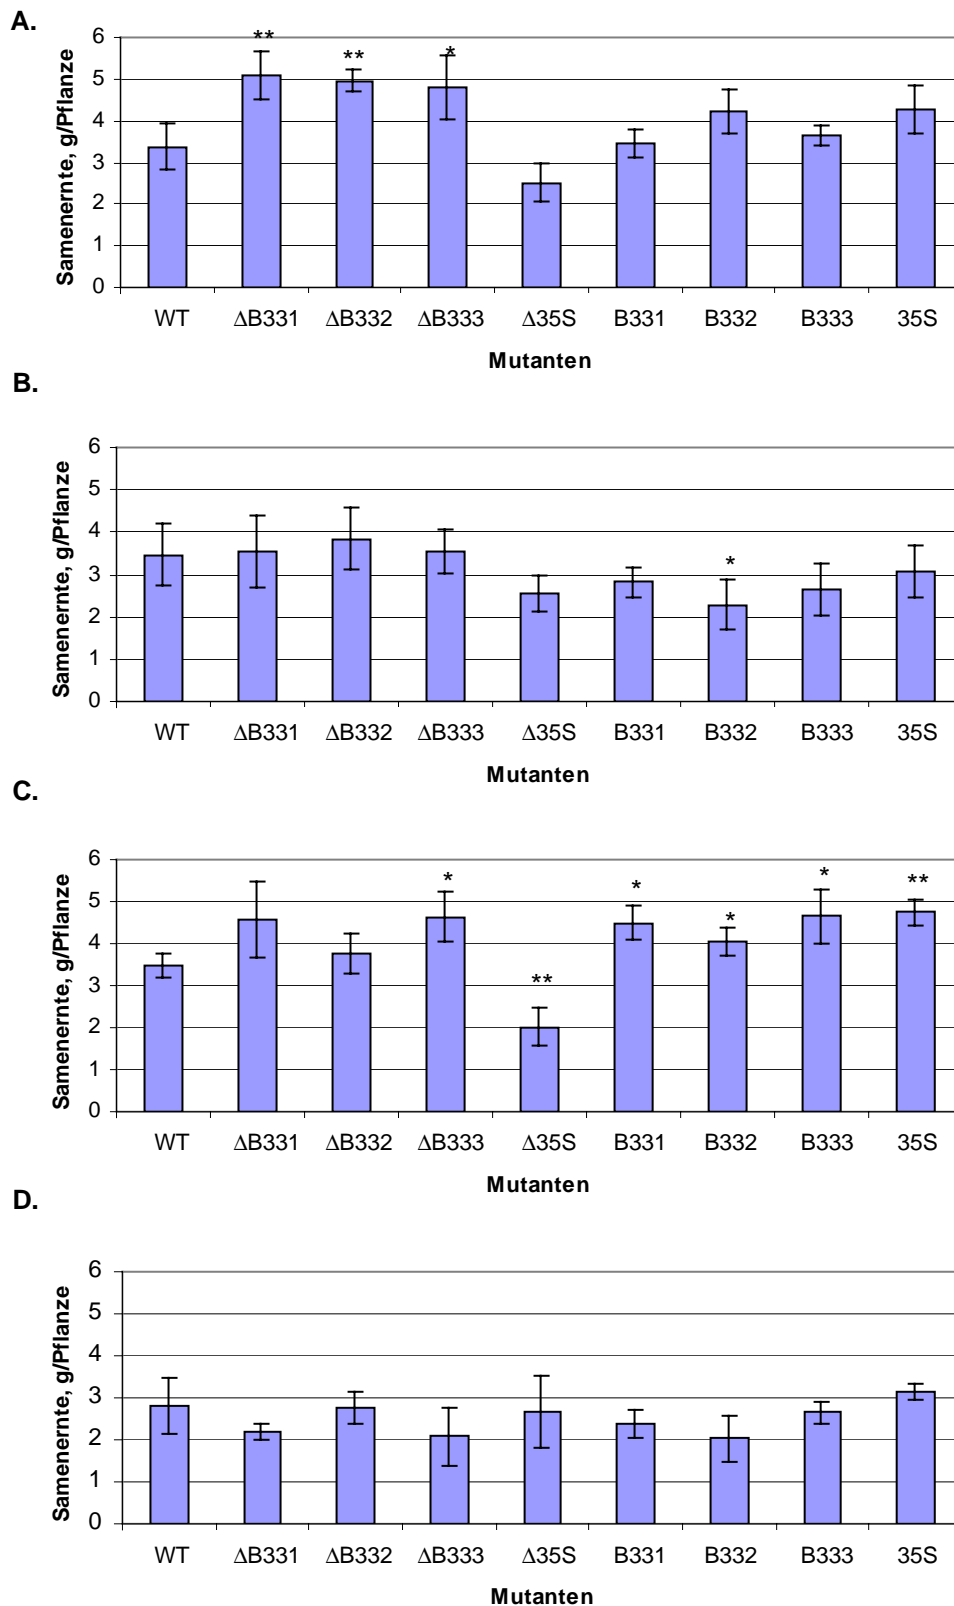 A.
Samenernte, g/Pflanze
6
5
4
3
2
1
0
** ** *
WT ΔB331 ΔB332 ΔB333 Δ35S B331 B332 B333 35S
Mutanten
B.
Samenernte, g/Pflanze
6
5
4
3
2
1
0
*
WT ΔB331 ΔB332 ΔB333 Δ35S B331 B332 B333 35S
Mutanten
C.
Samenernte, g/Pflanze
6
5
4
3
2
1
0
* ** * * * **
WT ΔB331 ΔB332 ΔB333 Δ35S B331 B332 B333 35S
Mutanten
D.
Samenernte, g/Pflanze
6
5
4
3
2
1
0
WT ΔB331 ΔB332 ΔB333 Δ35S B331 B332 B333 35S
Mutanten